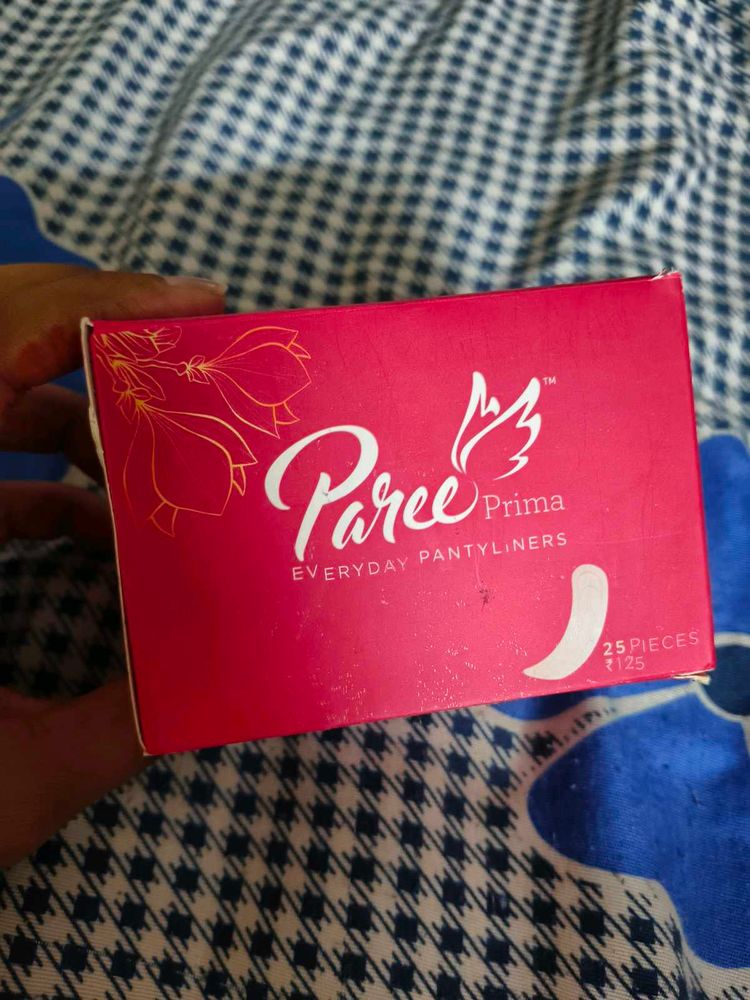 Paree™
Prima
EVERYDAY PANTYLiNERS
25 PIECES
₹125